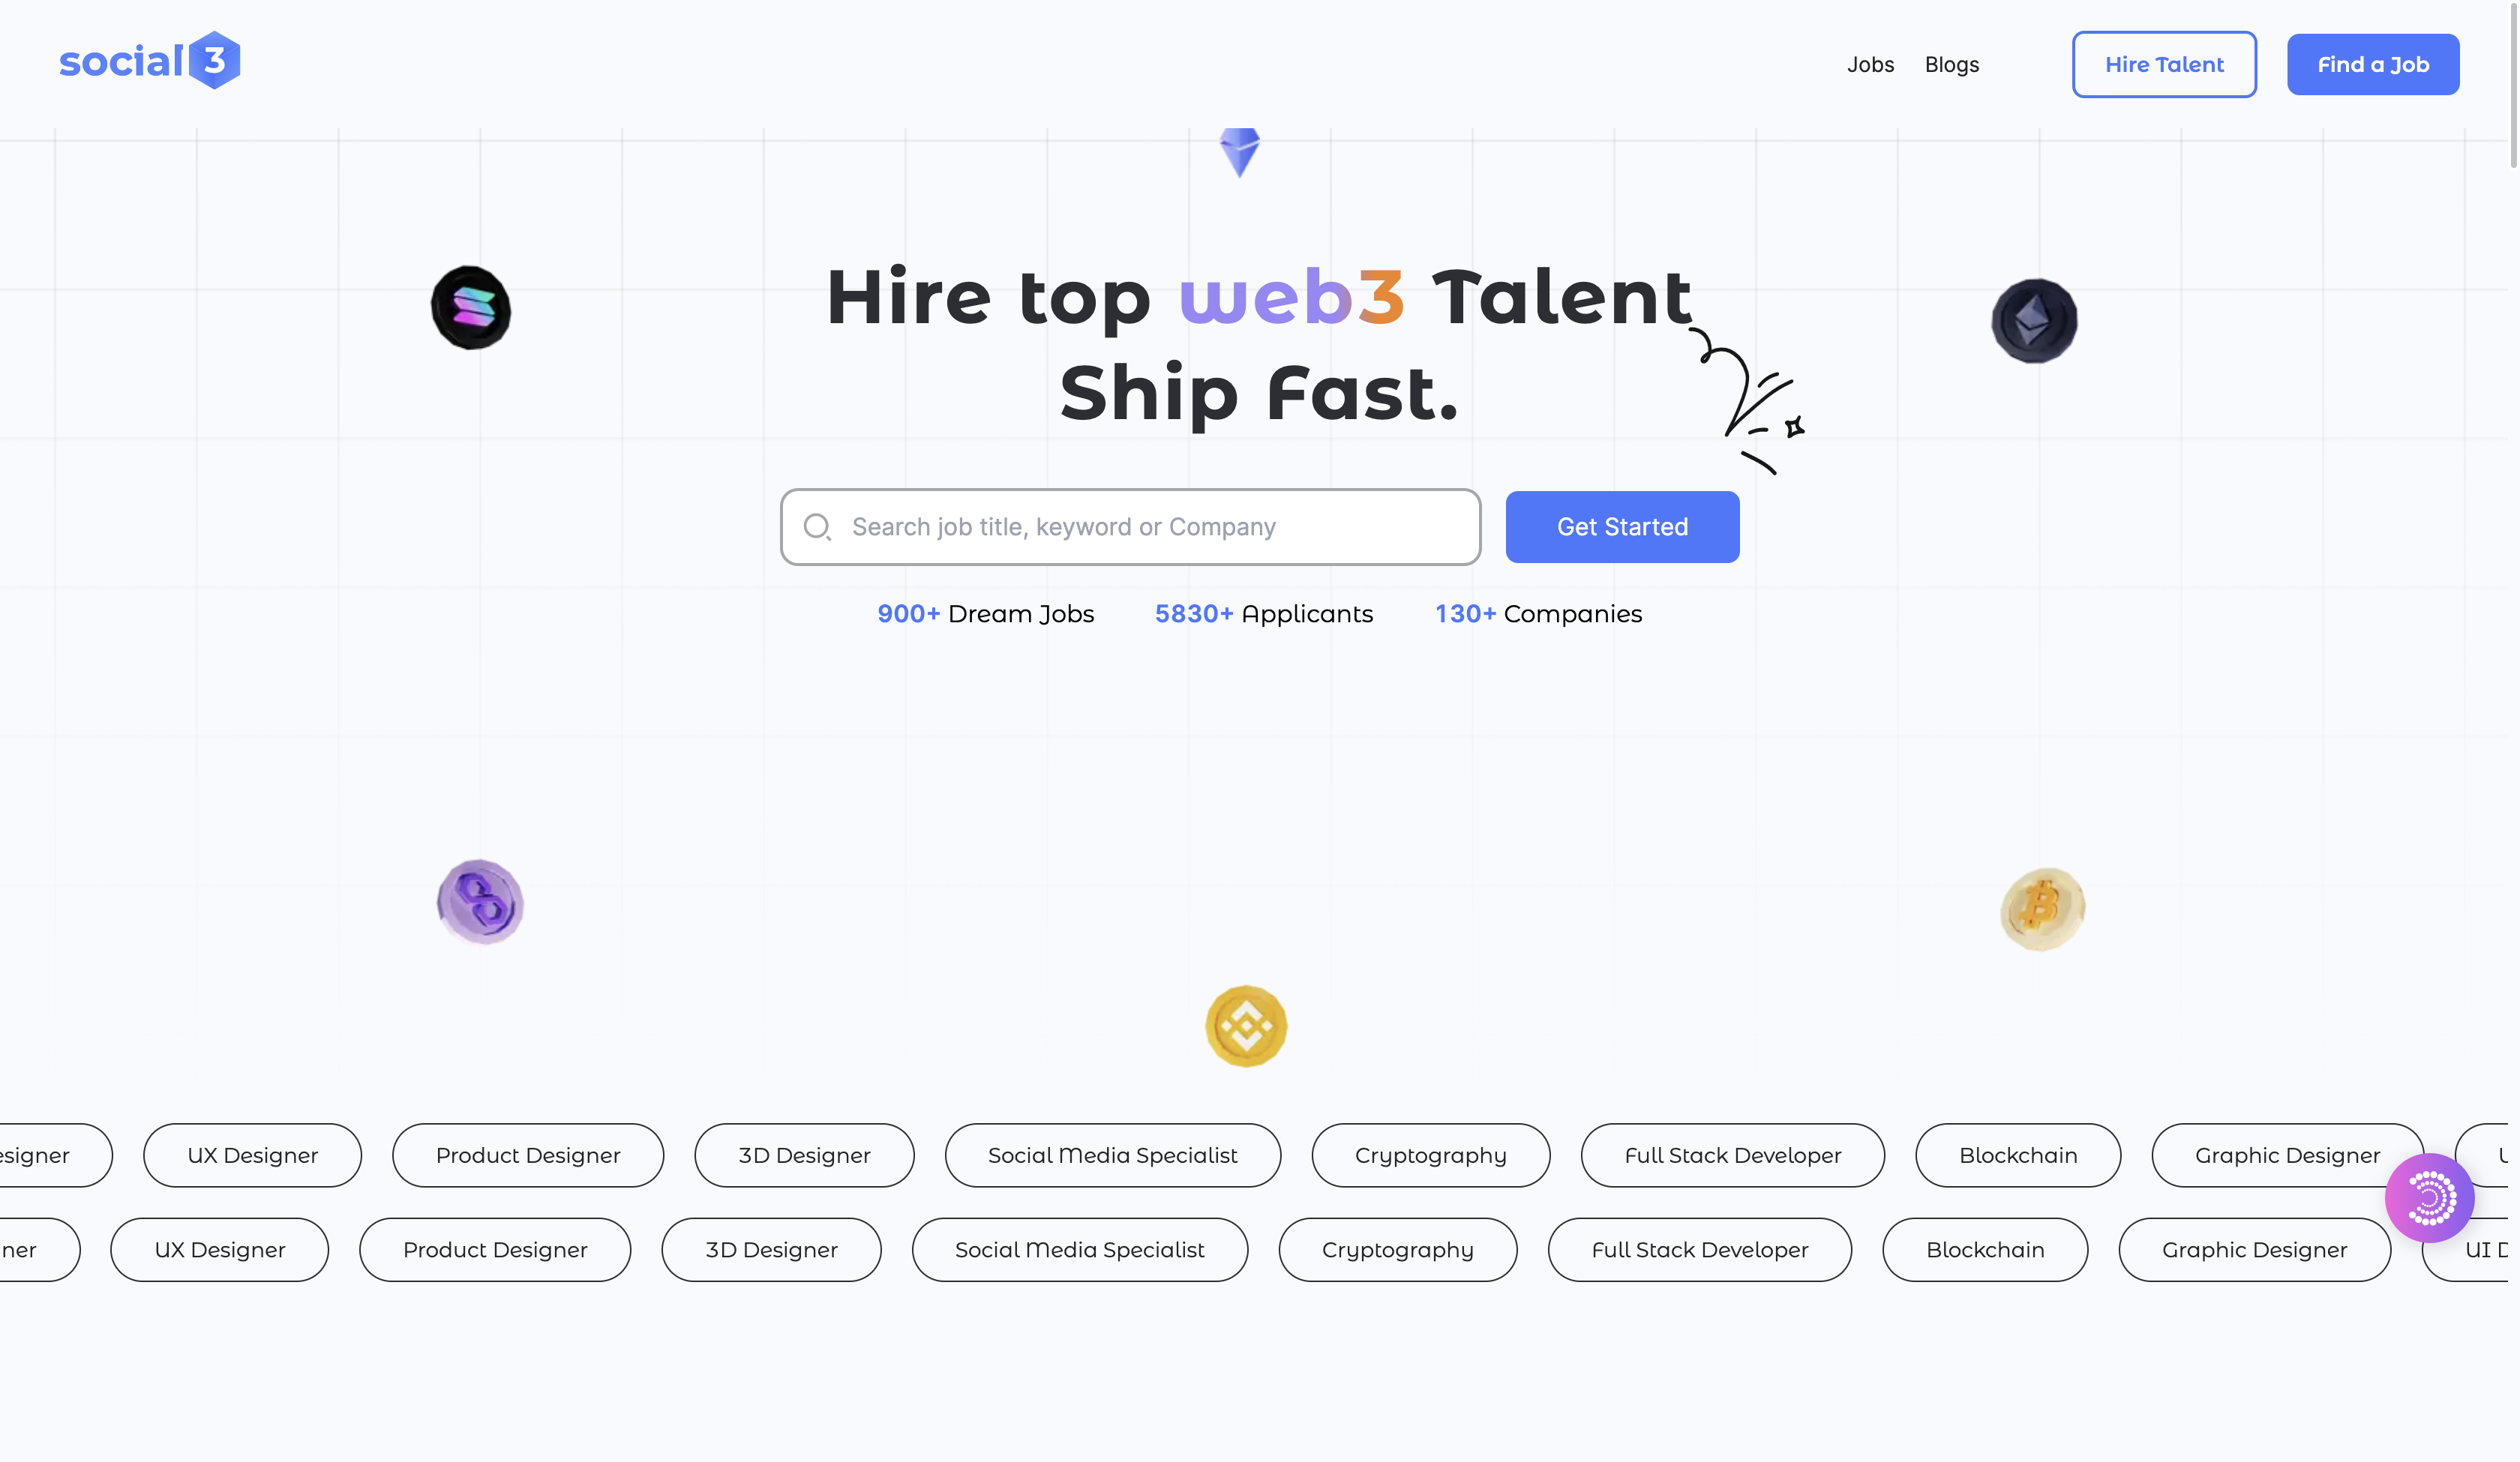 social 3
Jobs Blogs Hire Talent Find a Job
Hire top web3 Talent
Ship Fast.
Search job title, keyword or Company Get Started
900+ Dream Jobs 5830+ Applicants 130+ Companies
esigner UX Designer Product Designer 3D Designer Social Media Specialist Cryptography Full Stack Developer Blockchain Graphic Designer U
ner UX Designer Product Designer 3D Designer Social Media Specialist Cryptography Full Stack Developer Blockchain Graphic Designer UI D